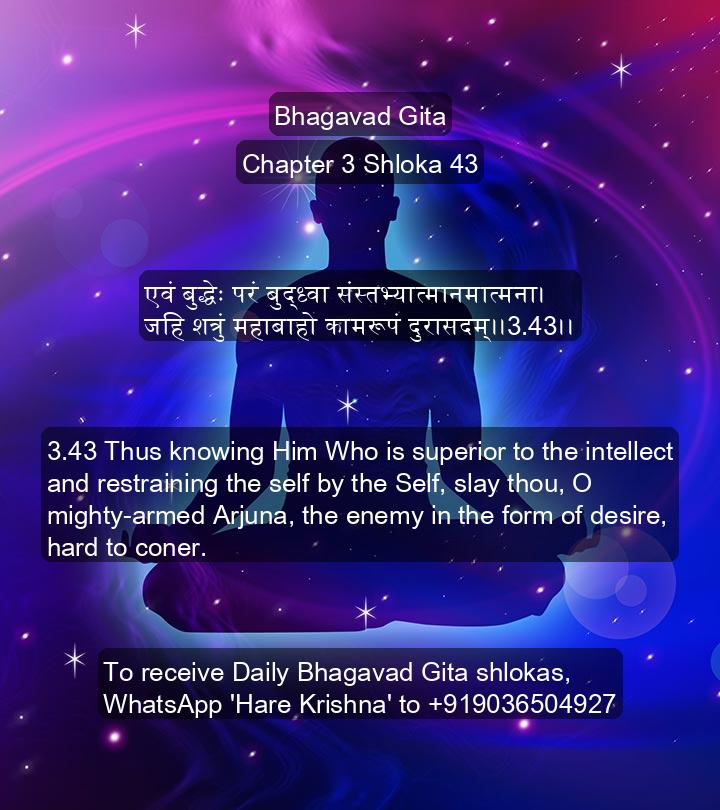 Bhagavad Gita
Chapter 3 Shloka 43
एवं बुद्धेः परं बुद्ध्वा संस्तभ्यात्मानमात्मना।
जहि शत्रुं महाबाहो कामरूपं दुरासदम्।।3.43।।
3.43 Thus knowing Him Who is superior to the intellect
and restraining the self by the Self, slay thou, O
mighty-armed Arjuna, the enemy in the form of desire,
hard to coner.
To receive Daily Bhagavad Gita shlokas,
WhatsApp 'Hare Krishna' to +919036504927